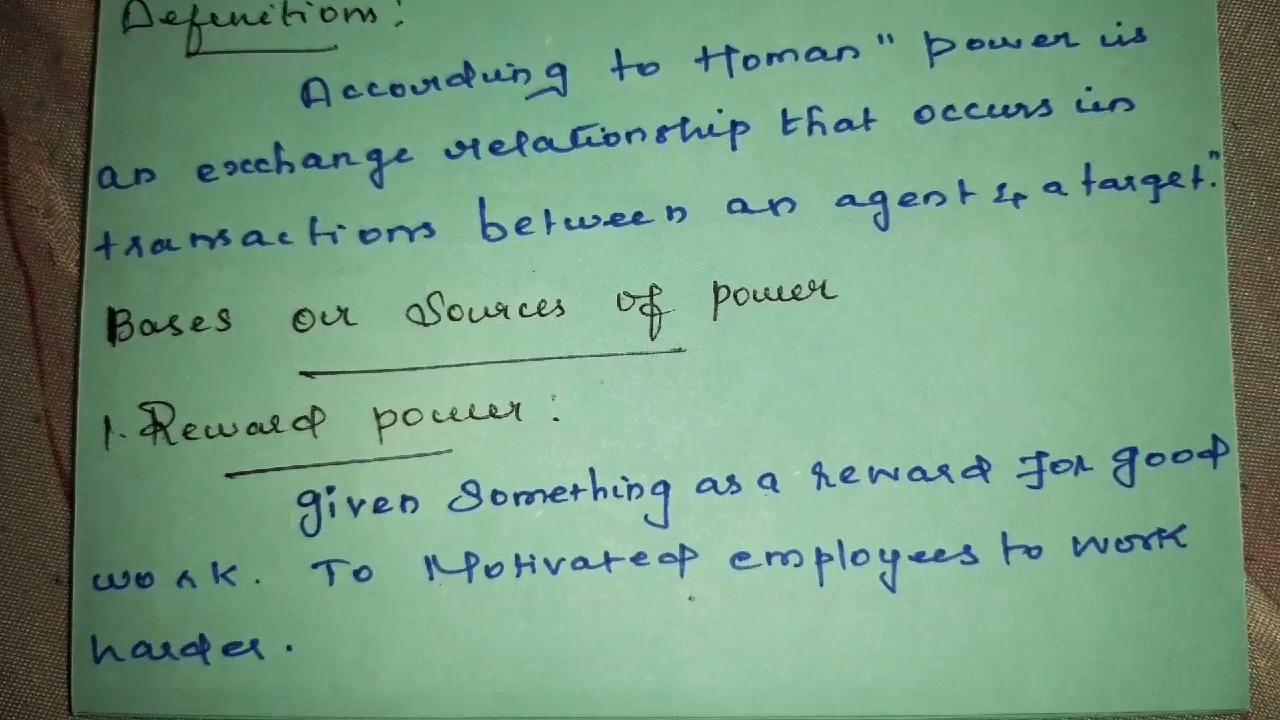 Definitions:
According to Homan "power is
an exchange relationship that occurs in
transactions between an agent & a target."
Bases or Sources of power
1. Reward power:
given something as a reward for good
work. To Motivated employees to work
harder.